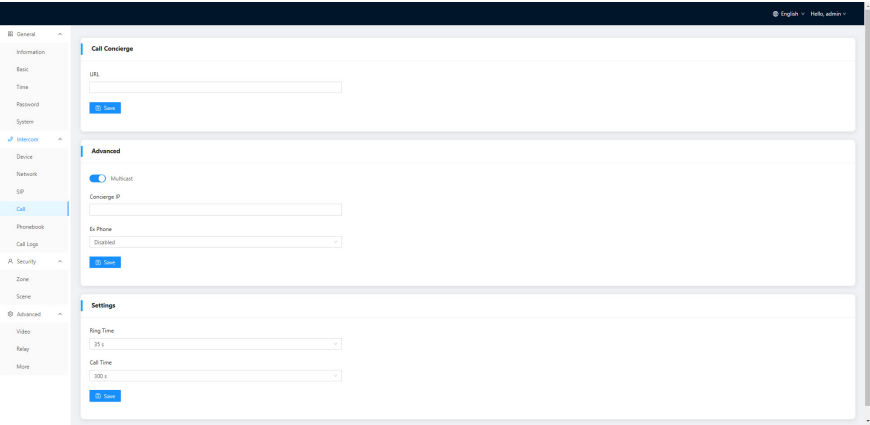 English Hello, admin
General
Information
Basic
Time
Password
System
Intercom
Device
Network
SIP
Call
Phonebook
Call Logs
Security
Zone
Scene
Advanced
Video
Relay
More
Call Concierge
URL
Save
Advanced
Multicast
Concierge IP
Ex Phone
Disabled
Save
Settings
Ring Time
35 s
Call Time
300 s
Save